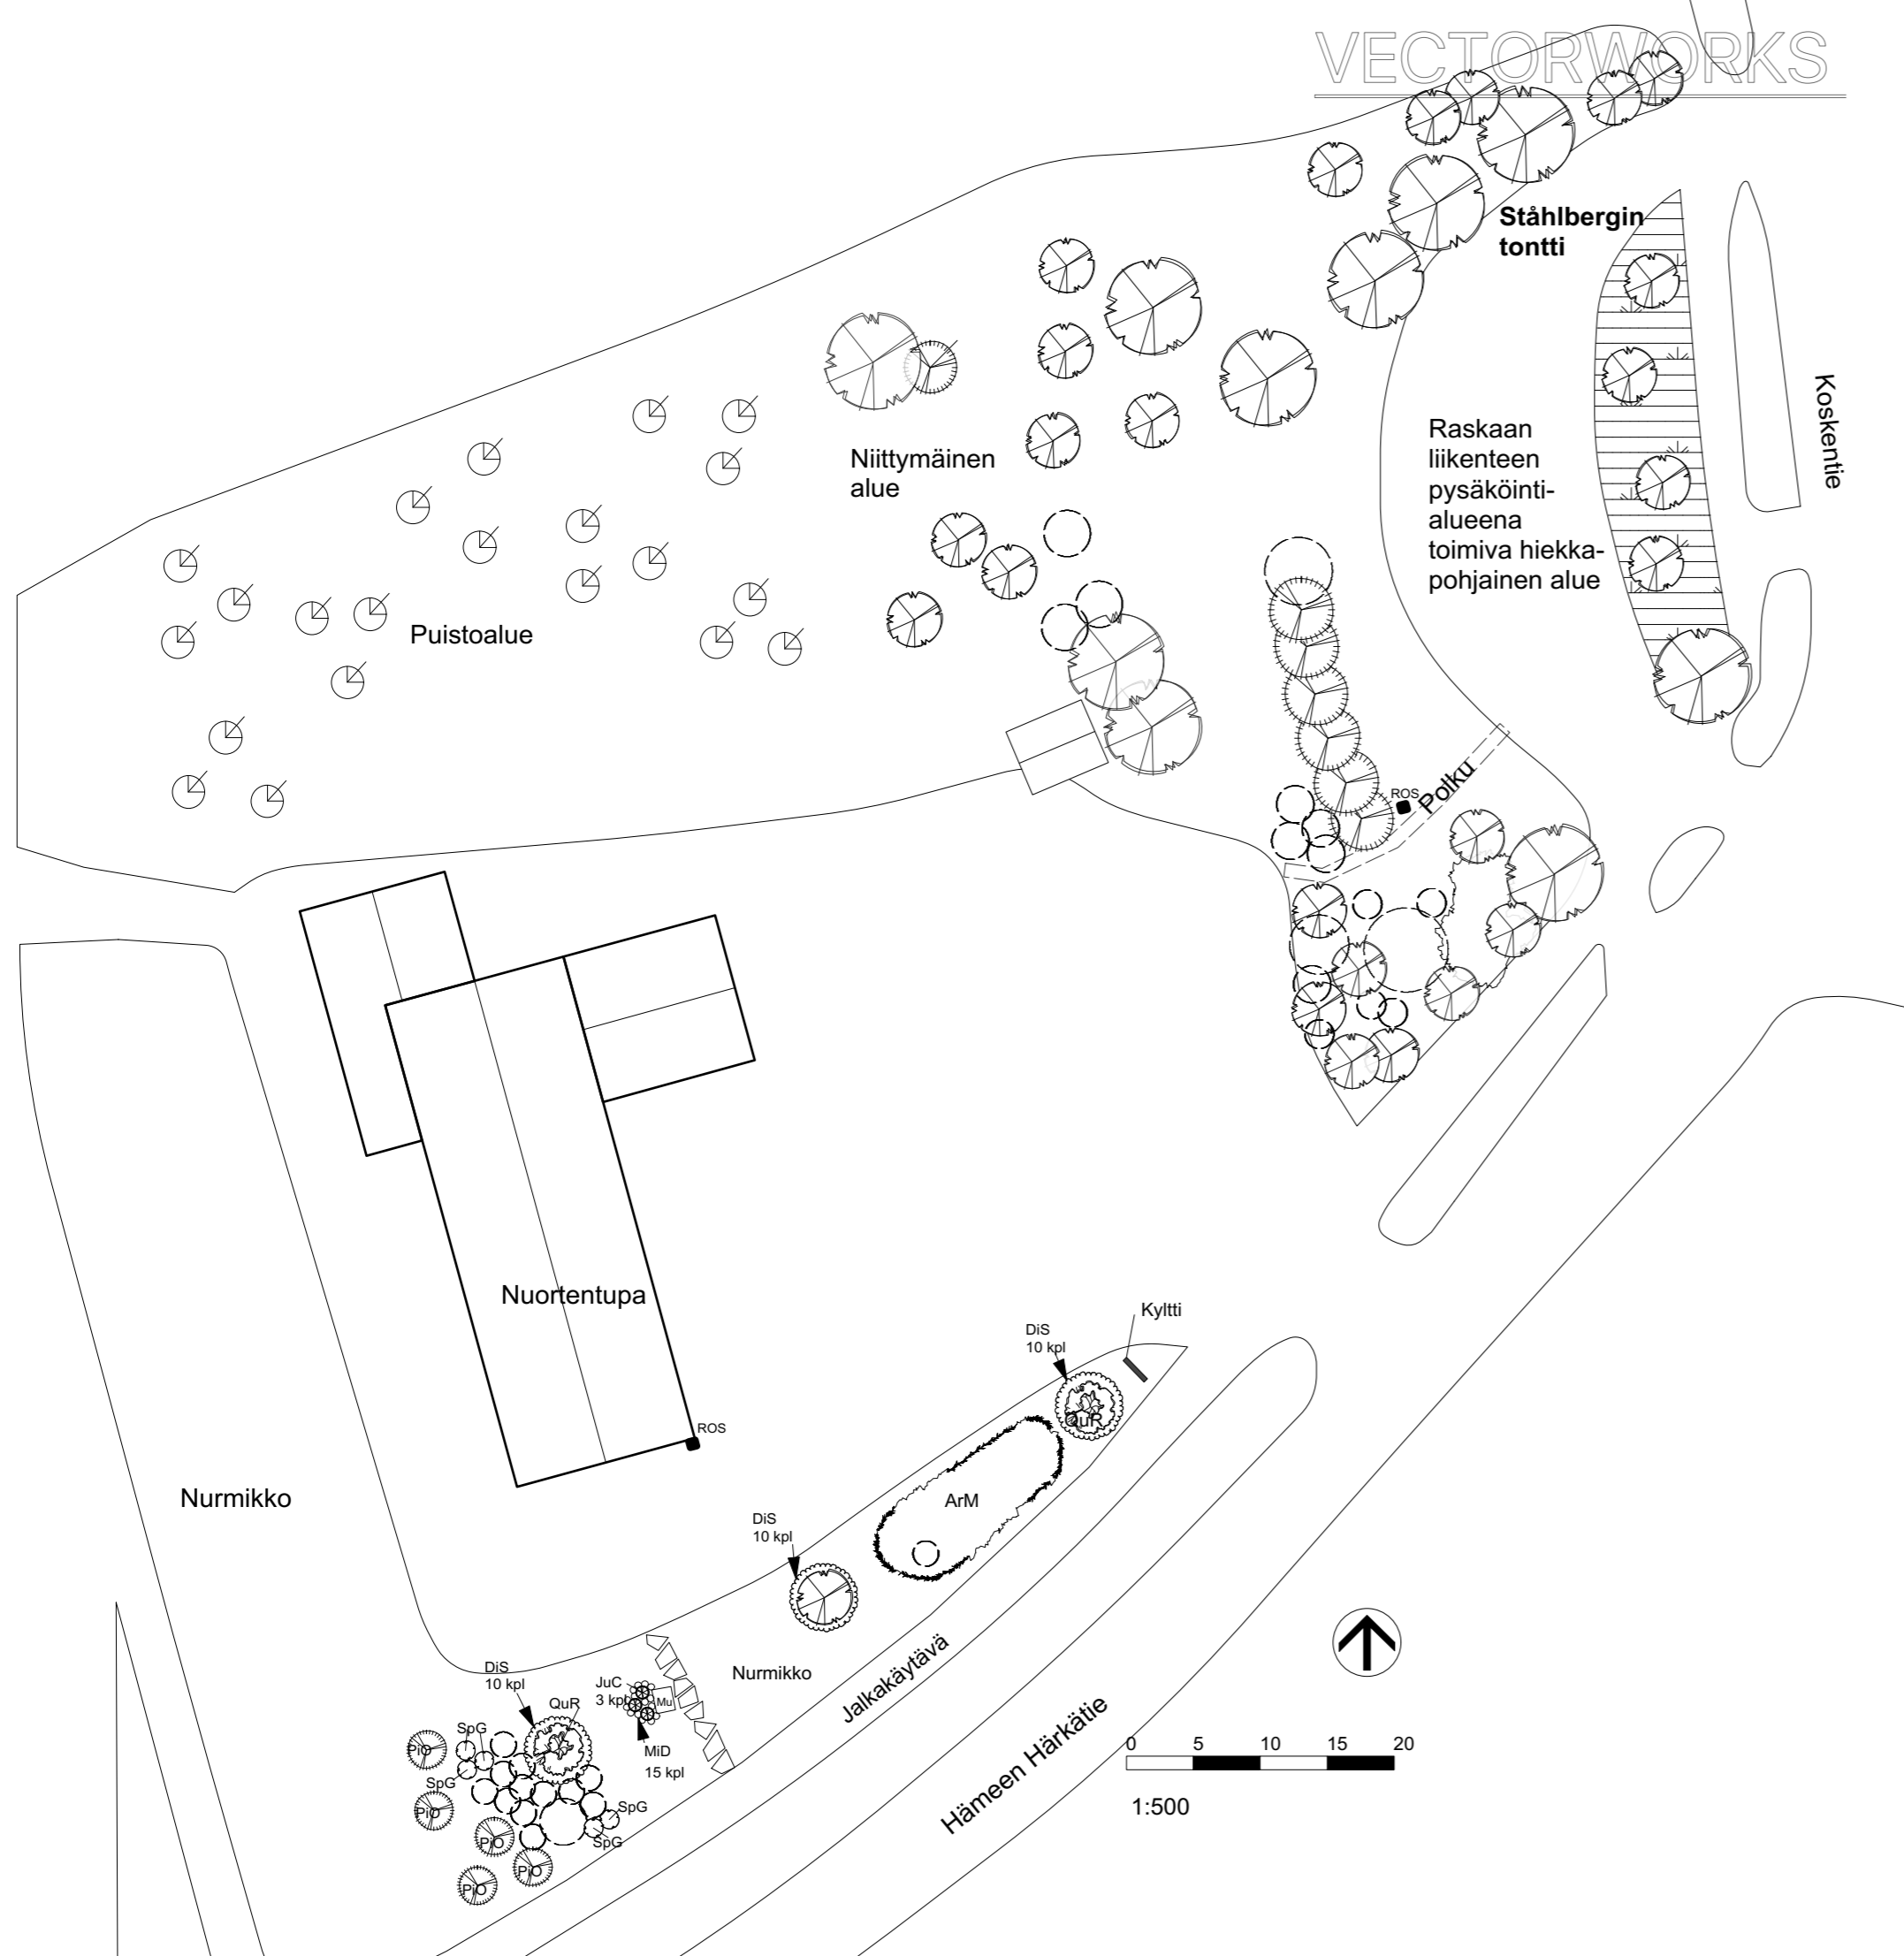 VECTORWORKS
Ståhlbergin
tontti
Koskentie
Raskaan
liikenteen
pysäköinti-
alueena
toimiva hiekka-
pohjainen alue
Niittymäinen
alue
Puistoalue
ROS
Polku
Nuortentupa
Kyltti
DiS
10 kpl
QuR
ROS
ArM
Nurmikko
DiS
10 kpl
Nurmikko
Jalkakäytävä
Hämeen Härkätie
DiS
10 kpl
QuR
JuC
3 kpl
Mu
MiD
15 kpl
SpG
PiO
SpG
PiO
SpG
SpG
PiO
PiO
PiO
0 5 10 15 20
1:500